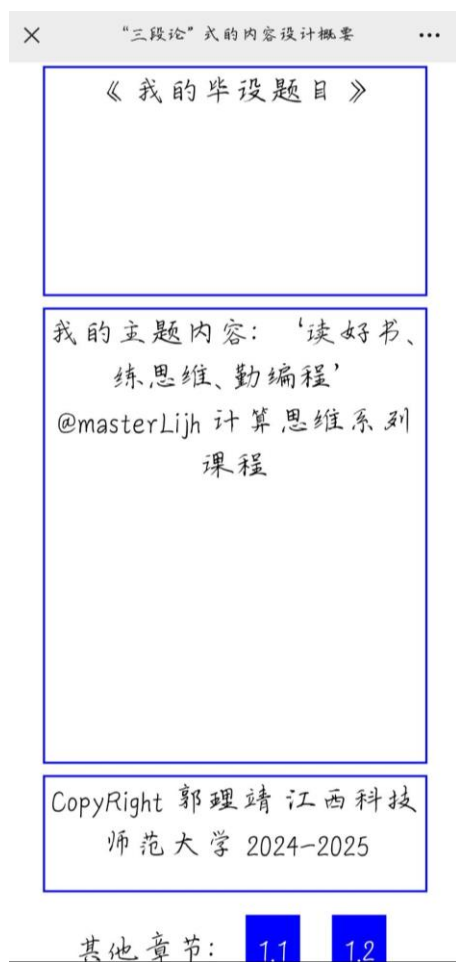 “三段论”式的内容设计概要
《我的毕设题目》
我的主题内容：‘读好书、
练思维、勤编程’
@masterLijh 计算思维系列
课程
CopyRight 郭理靖 江西科技
师范大学 2024-2025
其他章节： 1.1 1.2